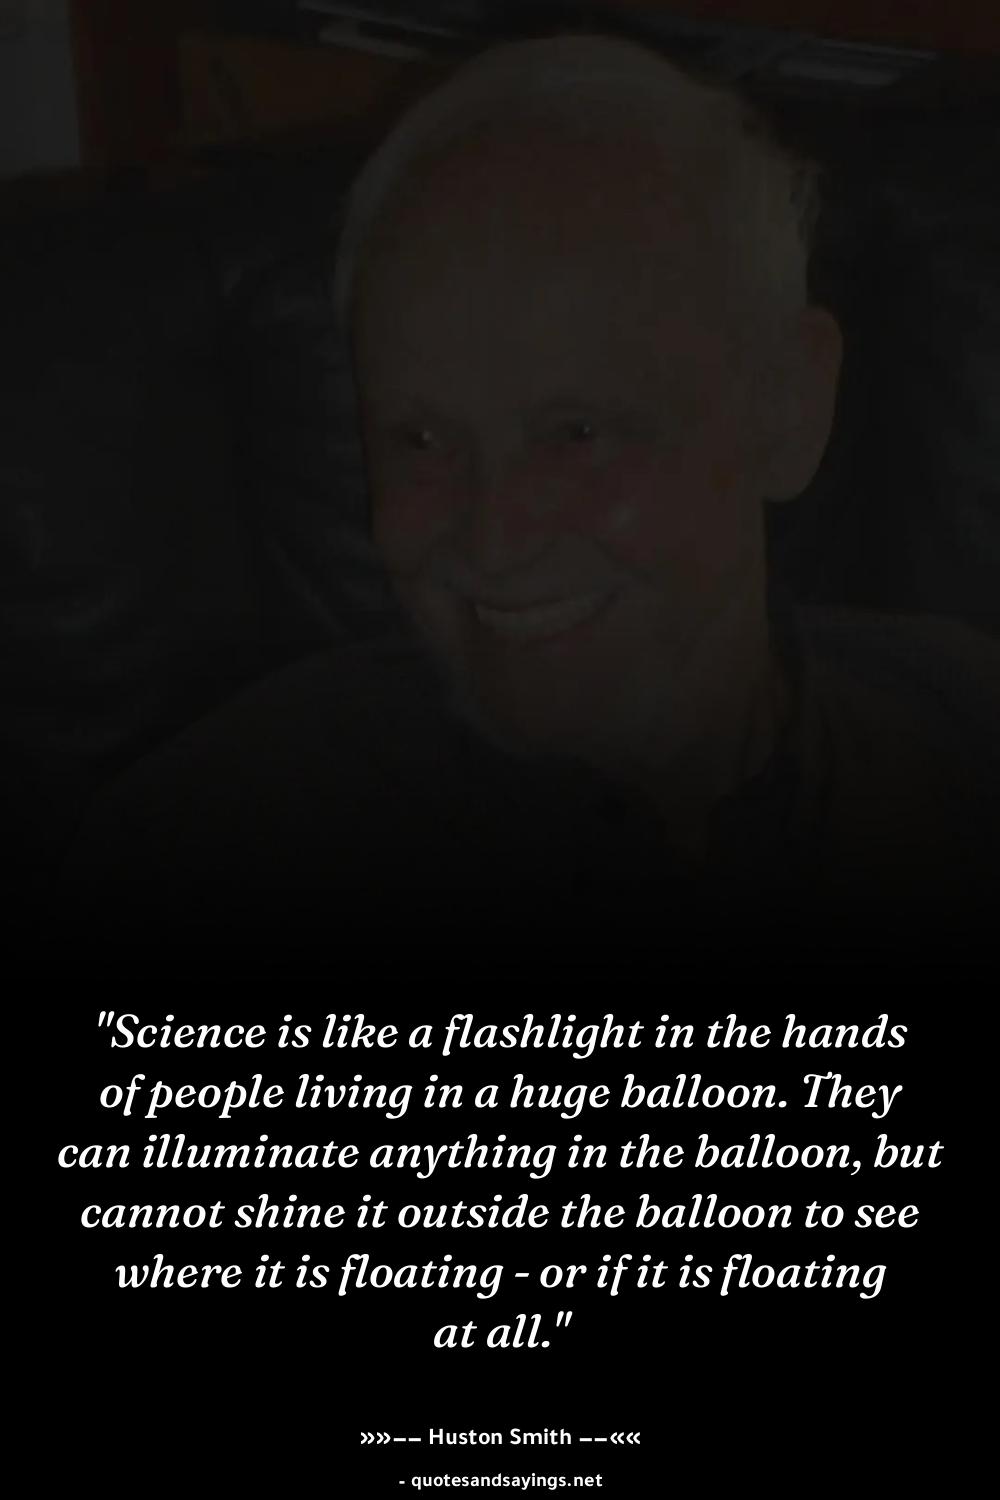 "Science is like a flashlight in the hands
of people living in a huge balloon. They
can illuminate anything in the balloon, but
cannot shine it outside the balloon to see
where it is floating - or if it is floating
at all."
»»–– Huston Smith ––««
- quotesandsayings.net